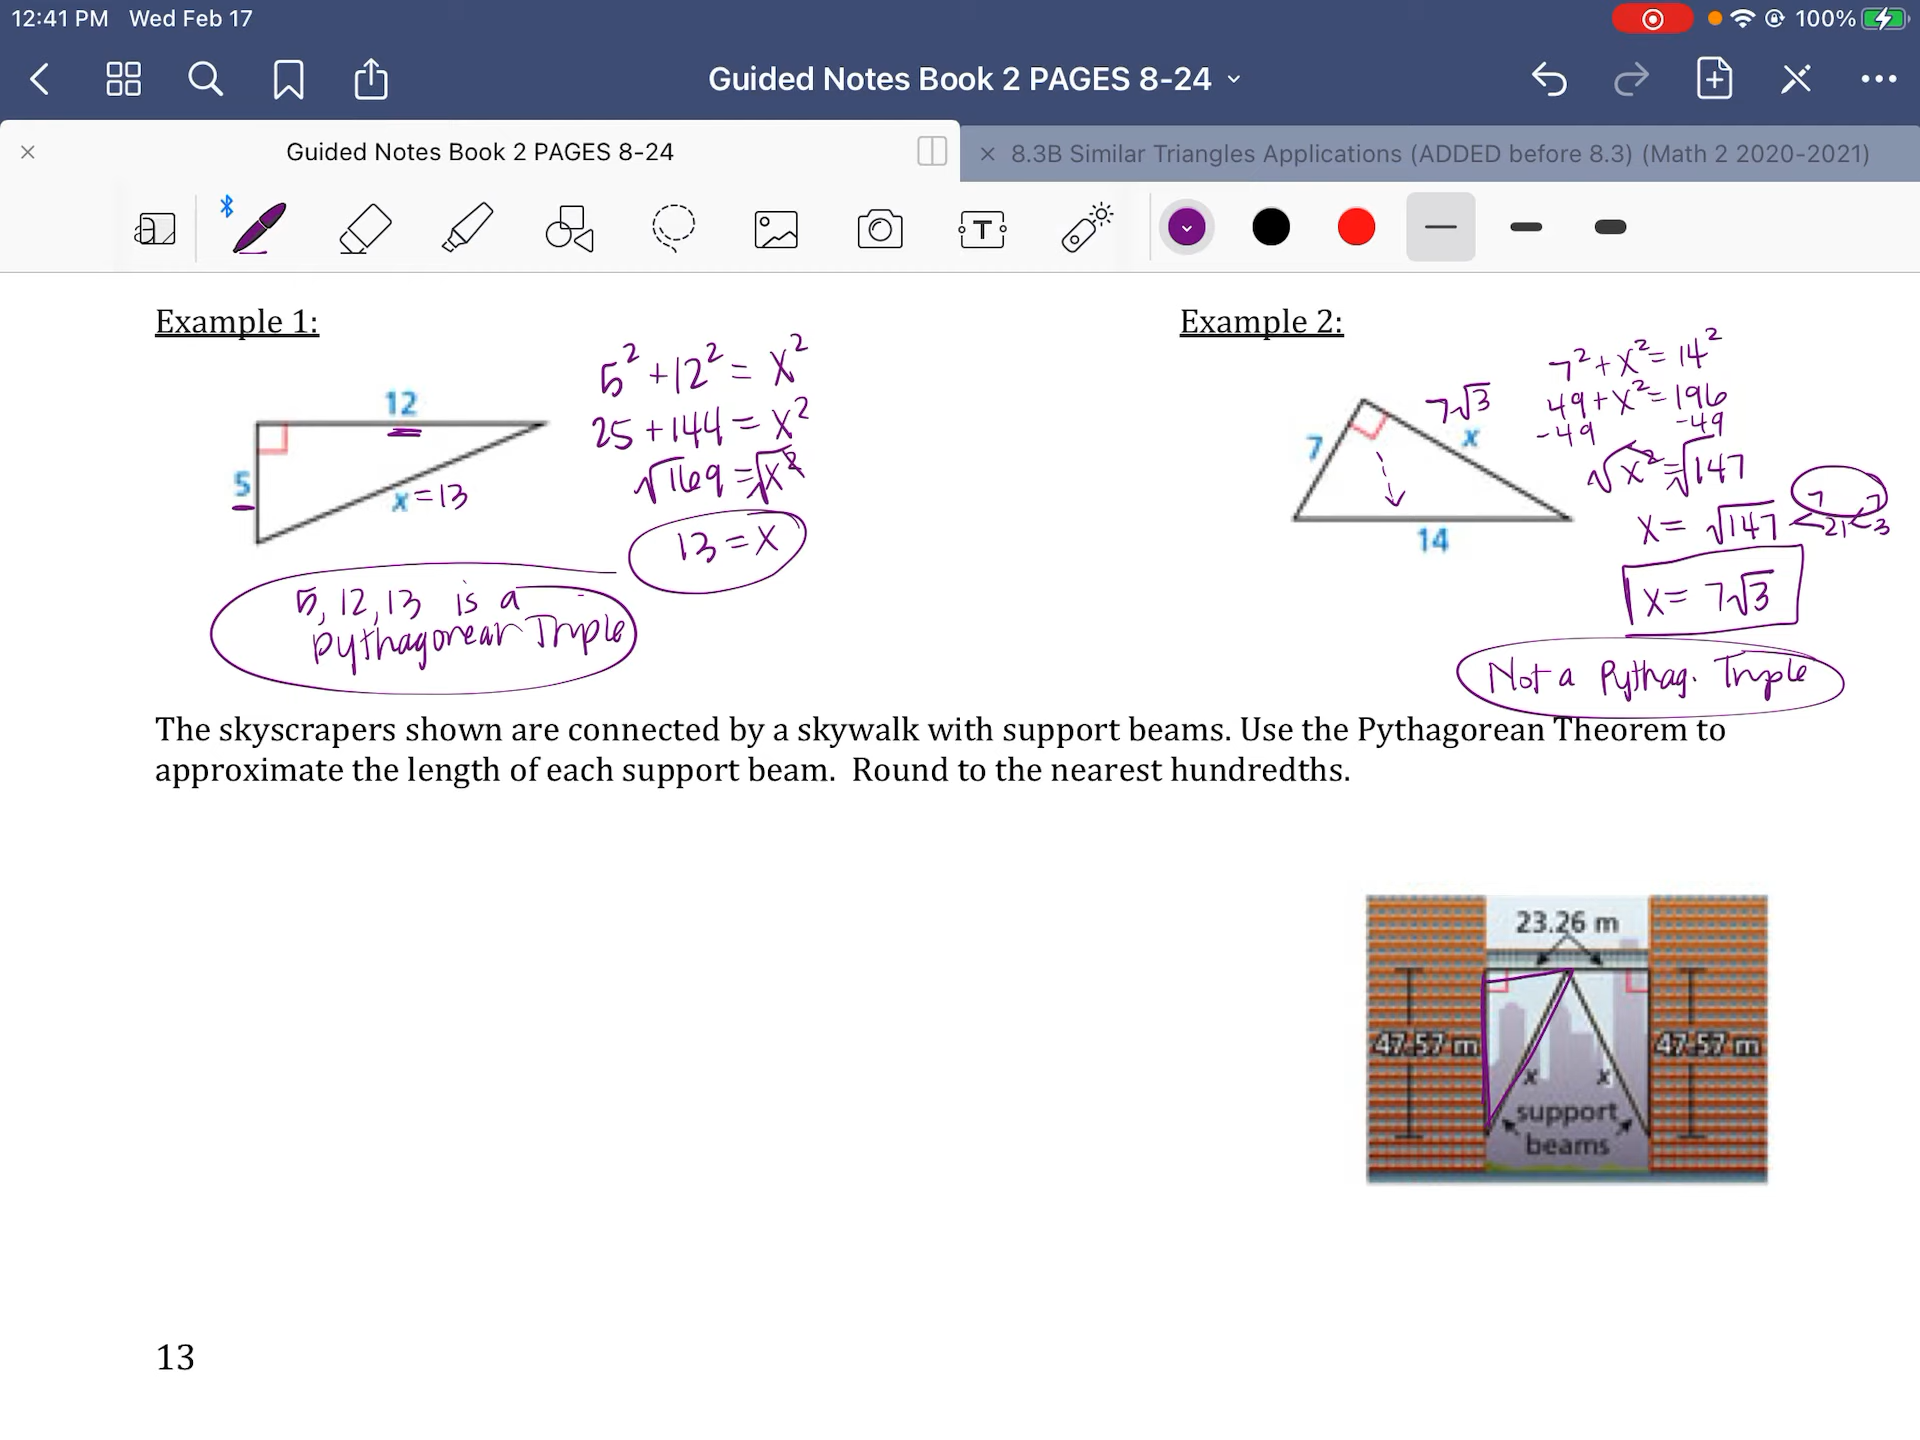 12:41 PM Wed Feb 17
100%
Guided Notes Book 2 PAGES 8-24
Guided Notes Book 2 PAGES 8-24
8.3B Similar Triangles Applications (ADDED before 8.3) (Math 2 2020-2021)
Example 1:
12
5
x = 13
5² + 12² = x²
25 + 144 = x²
√169 = √x²
13 = x
5, 12, 13 is a
Pythagorean Triple
Example 2:
7
7√3
x
14
7² + x² = 14²
49 + x² = 196
-49 -49
√x² = √147
x = √147 < 7 21 < 7 3
x = 7√3
Not a Pythag. Triple
The skyscrapers shown are connected by a skywalk with support beams. Use the Pythagorean Theorem to
approximate the length of each support beam. Round to the nearest hundredths.
23.26 m
47.57 m 47.57 m
x x
support
beams
13